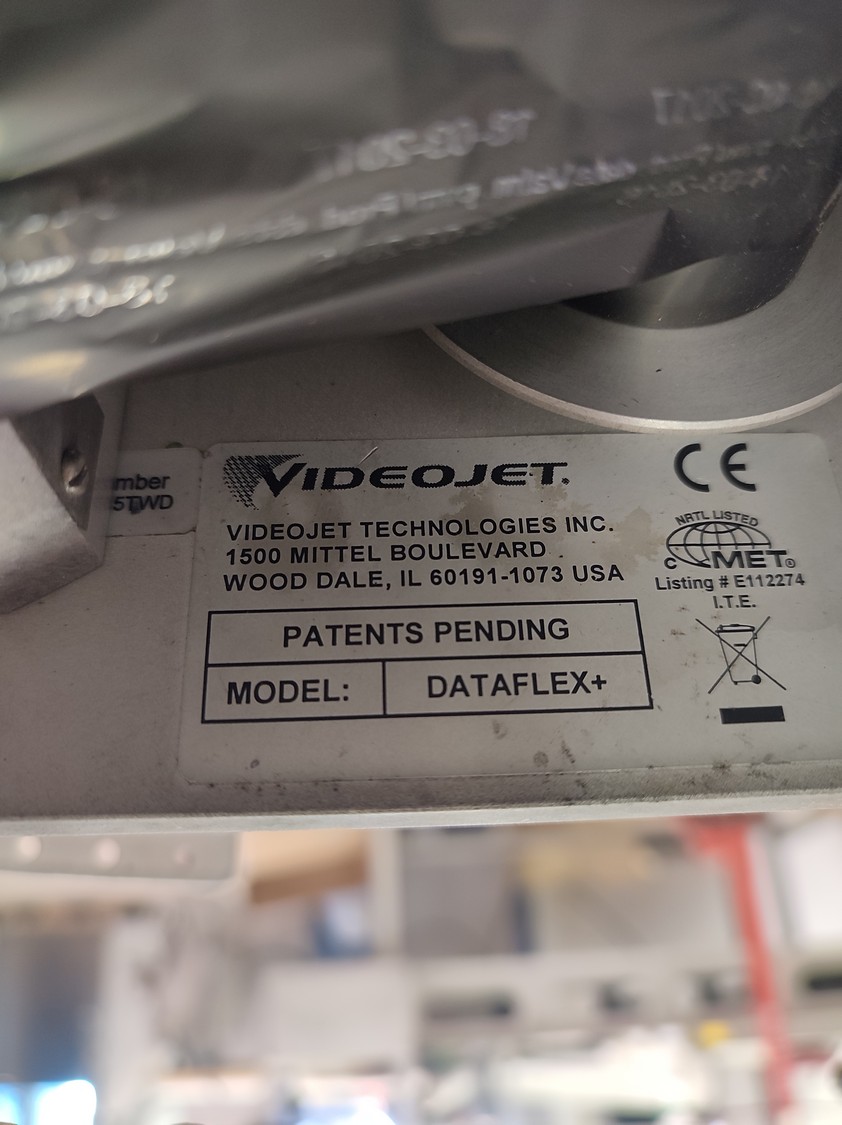 mber
5TWD
VIDEOJET.
VIDEOJET TECHNOLOGIES INC.
1500 MITTEL BOULEVARD
WOOD DALE, IL 60191-1073 USA
PATENTS PENDING
MODEL: DATAFLEX+
CE
NRTL LISTED
C MET®
Listing # E112274
I.T.E.